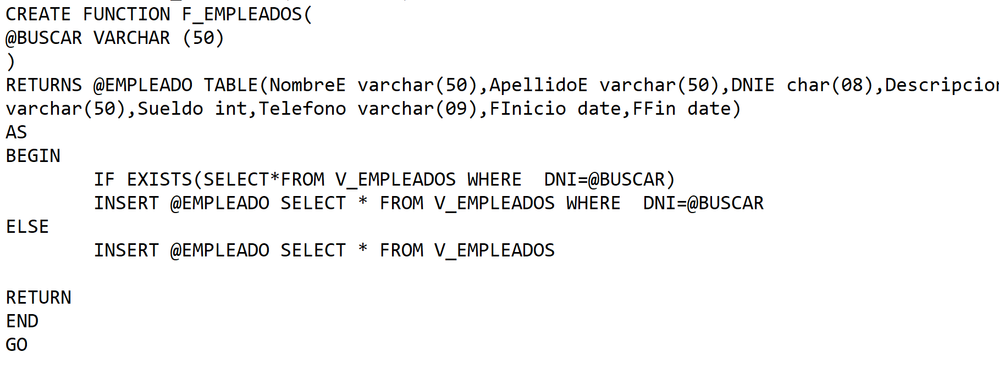 CREATE FUNCTION F_EMPLEADOS(
@BUSCAR VARCHAR (50)
)
RETURNS @EMPLEADO TABLE(NombreE varchar(50),ApellidoE varchar(50),DNIE char(08),Descripcion
varchar(50),Sueldo int,Telefono varchar(09),FInicio date,FFin date)
AS
BEGIN
IF EXISTS(SELECT*FROM V_EMPLEADOS WHERE  DNI=@BUSCAR)
INSERT @EMPLEADO SELECT * FROM V_EMPLEADOS WHERE  DNI=@BUSCAR
ELSE
INSERT @EMPLEADO SELECT * FROM V_EMPLEADOS
RETURN
END
GO